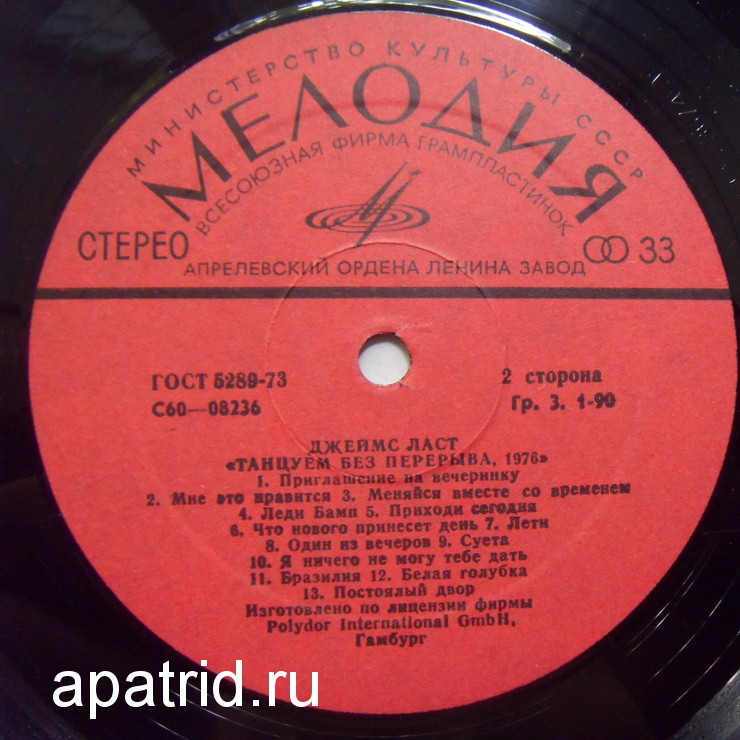 МИНИСТЕРСТВО КУЛЬТУРЫ СССР
МЕЛОДИЯ
ВСЕСОЮЗНАЯ ФИРМА ГРАМПЛАСТИНОК
СТЕРЕО
33
АПРЕЛЕВСКИЙ ОРДЕНА ЛЕНИНА ЗАВОД
ГОСТ 5289-73
2 сторона
С60—08236
Гр. 3. 1-90
ДЖЕЙМС ЛАСТ
«ТАНЦУЕМ БЕЗ ПЕРЕРЫВА, 1976»
1. Приглашение на вечеринку
2. Мне это нравится 3. Меняйся вместе со временем
4. Леди Бамп 5. Приходи сегодня
6. Что нового принесет день 7. Лети
8. Один из вечеров 9. Суета
10. Я ничего не могу тебе дать
11. Бразилия 12. Белая голубка
13. Постоялый двор
Изготовлено по лицензии фирмы
Polydor International GmbH,
Гамбург
apatrid.ru